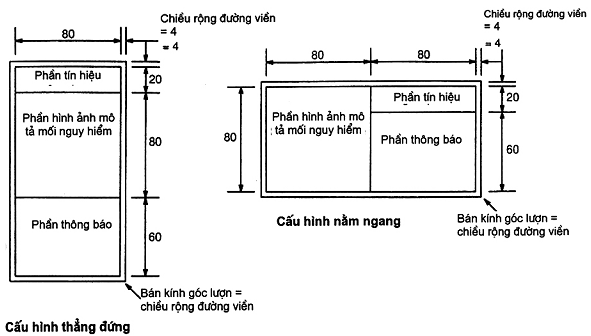 Chiều rộng đường viền
= 4
= 4
80
20
Phần tín hiệu
Phần hình ảnh mô
tả mối nguy hiểm
80
Phần thông báo
60
Bán kính góc lượn =
chiều rộng đường viền
Cấu hình thẳng đứng
Chiều rộng đường viền
= 4
= 4
80
80
Phần tín hiệu
20
Phần hình ảnh mô
tả mối nguy hiểm
80
Phần thông báo
60
Bán kính góc lượn =
chiều rộng đường viền
Cấu hình nằm ngang